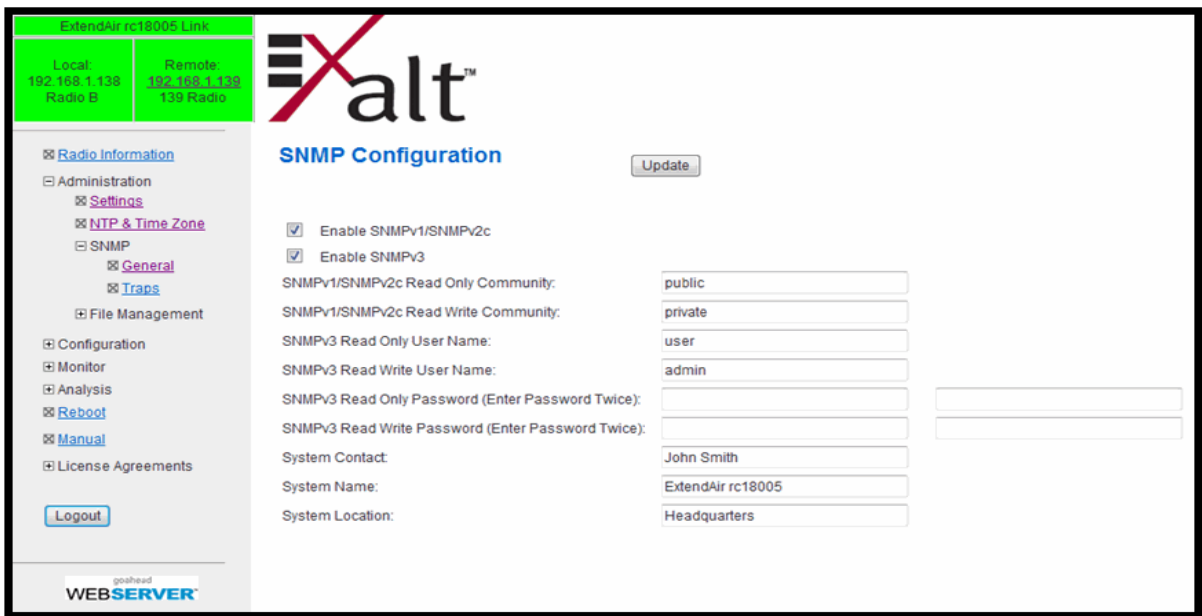 ExtendAir rc18005 Link
Local:
192.168.1.138
Radio B
Remote:
192.168.1.139
139 Radio
EXalt™
Radio Information
Administration
Settings
NTP & Time Zone
SNMP
General
Traps
File Management
Configuration
Monitor
Analysis
Reboot
Manual
License Agreements
Logout
goahead
WEBSERVER
SNMP Configuration
Update
Enable SNMPv1/SNMPv2c
Enable SNMPv3
SNMPv1/SNMPv2c Read Only Community: public
SNMPv1/SNMPv2c Read Write Community: private
SNMPv3 Read Only User Name: user
SNMPv3 Read Write User Name: admin
SNMPv3 Read Only Password (Enter Password Twice):
SNMPv3 Read Write Password (Enter Password Twice):
System Contact: John Smith
System Name: ExtendAir rc18005
System Location: Headquarters